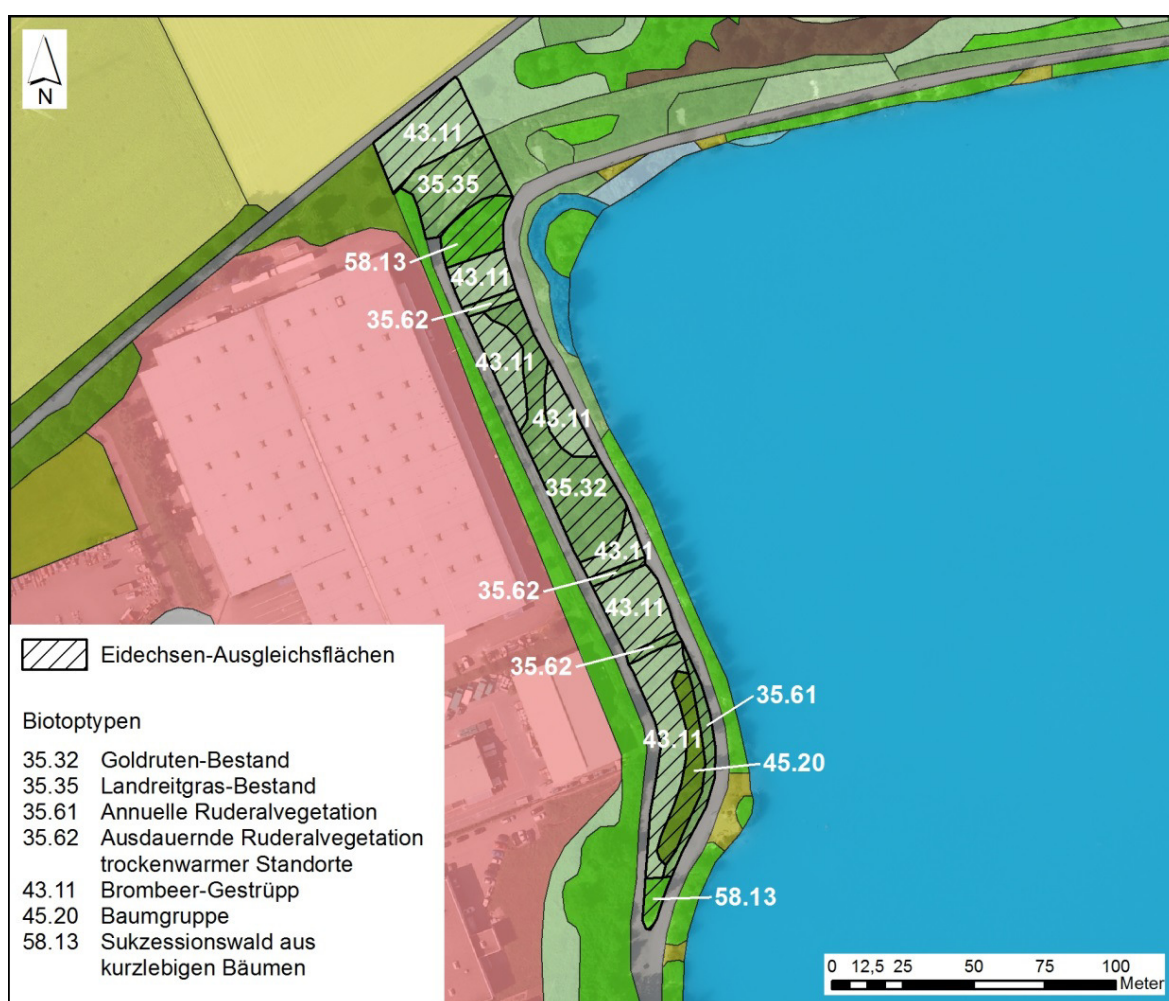 N
43.11
35.35
58.13
43.11
35.62
43.11
43.11
35.32
43.11
35.62
43.11
35.62
35.61
43.11
45.20
58.13
Eidechsen-Ausgleichsflächen
Biotoptypen
35.32 Goldruten-Bestand
35.35 Landreitgras-Bestand
35.61 Annuelle Ruderalvegetation
35.62 Ausdauernde Ruderalvegetation
trockenwarmer Standorte
43.11 Brombeer-Gestrüpp
45.20 Baumgruppe
58.13 Sukzessionswald aus
kurzlebigen Bäumen
0 12,5 25 50 75 100
Meter